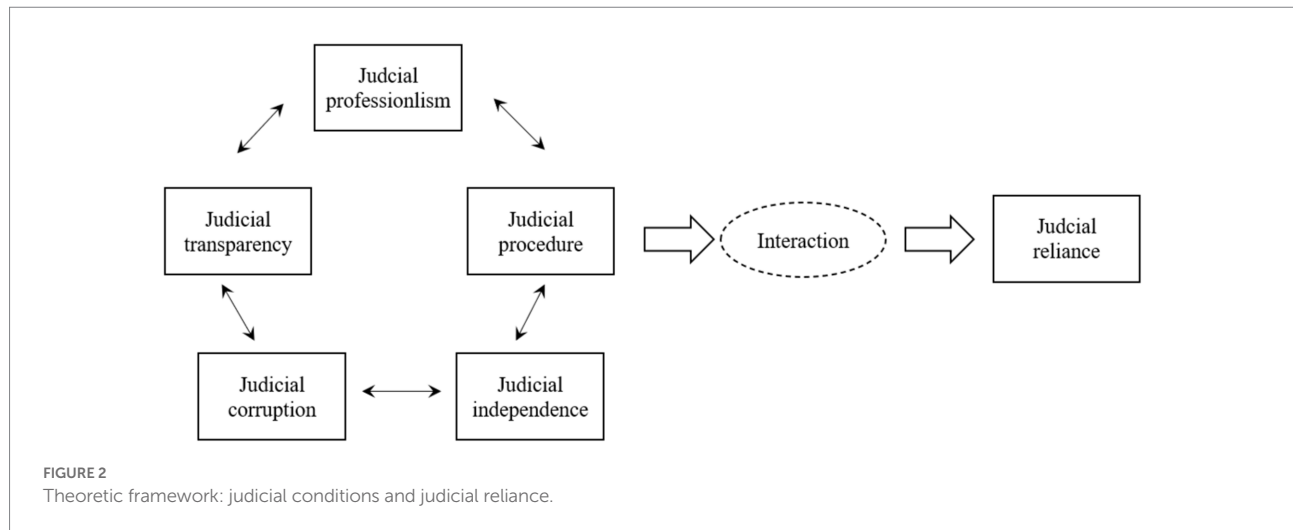 Judcial
professionlism
Judicial
transparency
Judicial
procedure
Interaction
Judcial
reliance
Judicial
corruption
Judicial
independence
FIGURE 2
Theoretic framework: judicial conditions and judicial reliance.